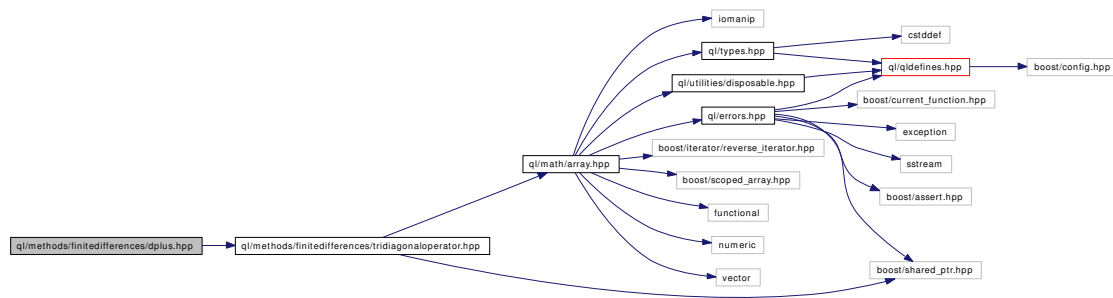 iomanip
cstddef
ql/types.hpp
ql/qldefines.hpp
boost/config.hpp
ql/utilities/disposable.hpp
boost/current_function.hpp
ql/errors.hpp
exception
boost/iterator/reverse_iterator.hpp
ql/math/array.hpp
sstream
boost/scoped_array.hpp
boost/assert.hpp
functional
ql/methods/finitedifferences/dplus.hpp
ql/methods/finitedifferences/tridiagonaloperator.hpp
numeric
boost/shared_ptr.hpp
vector